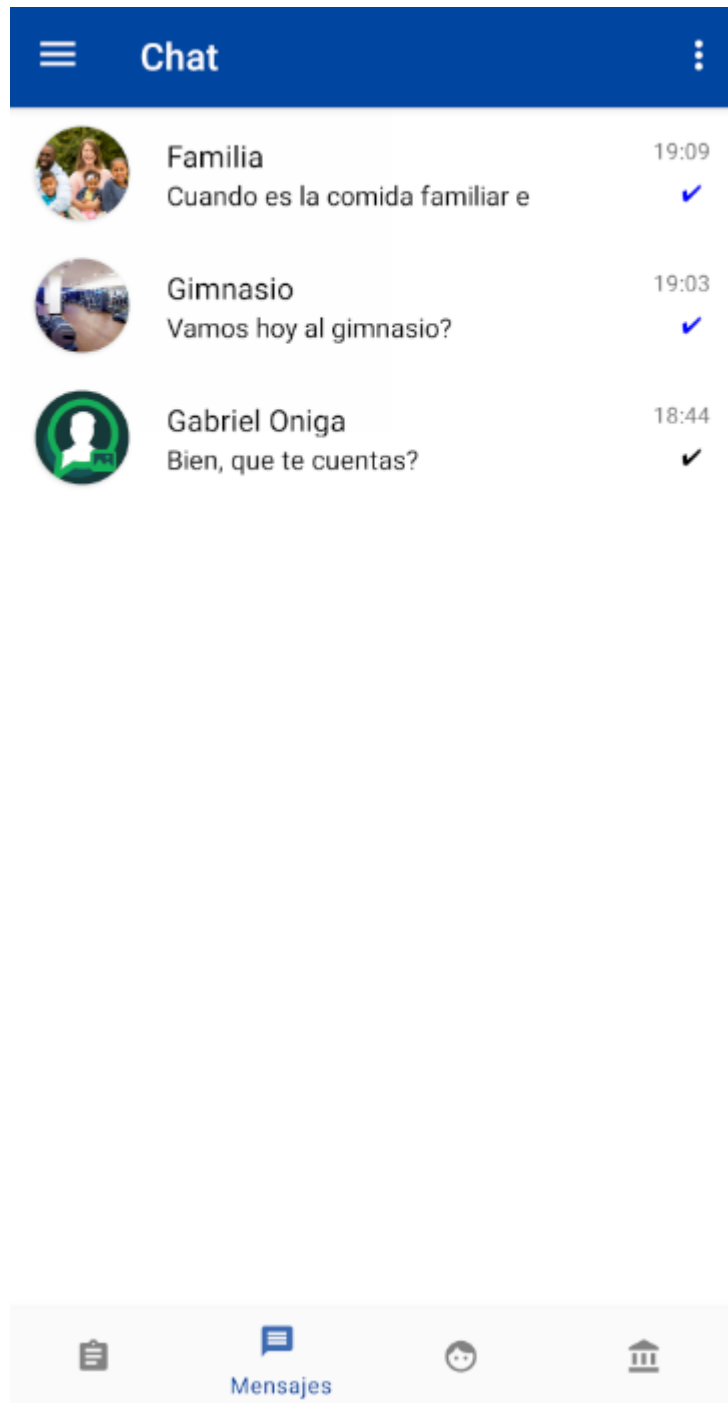 Chat
Familia
19:09
Cuando es la comida familiar e
✔
Gimnasio
19:03
Vamos hoy al gimnasio?
✔
Gabriel Oniga
18:44
Bien, que te cuentas?
✔
Mensajes